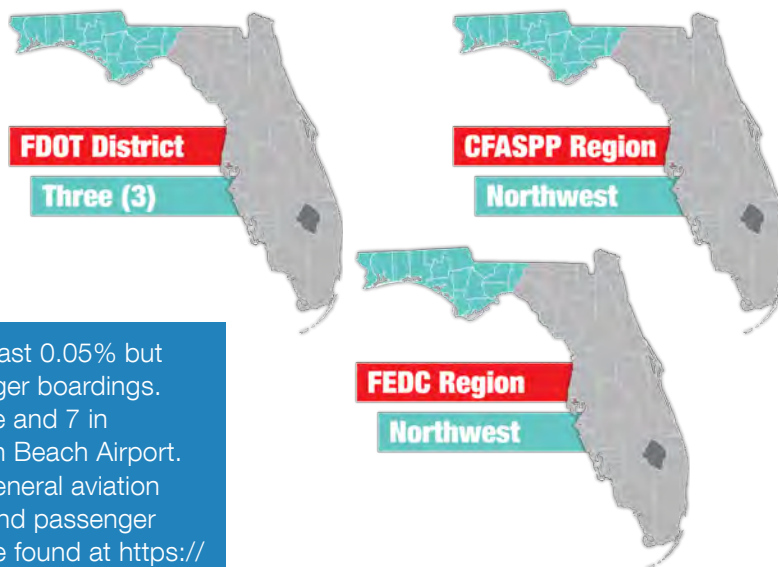 FDOT District
Three (3)
CFASPP Region
Northwest
FEDC Region
Northwest
ast 0.05% but
ger boardings.
e and 7 in
n Beach Airport.
eneral aviation
nd passenger
e found at https://